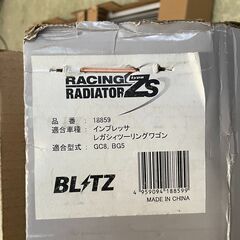 RACING
RADIATOR TypeZS
品番：18859
適合車種：インプレッサ
レガシィツーリングワゴン
適合型式：GC8, BG5
BLITZ
4 959094 188599
MADE IN CHINA